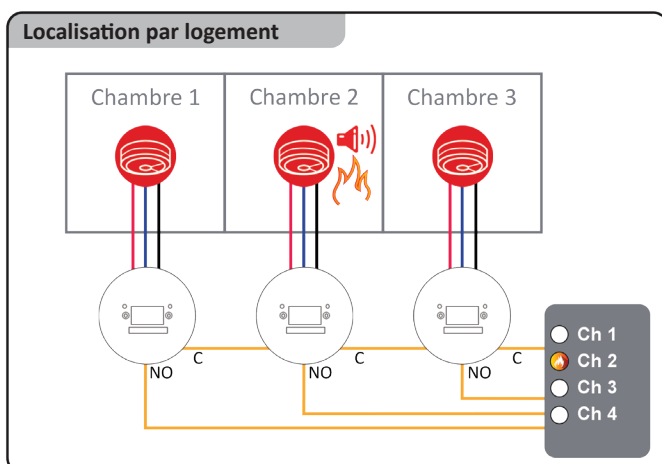 Localisation par logement
Chambre 1
Chambre 2
Chambre 3
C
C
C
NO
NO
NO
Ch 1
Ch 2
Ch 3
Ch 4